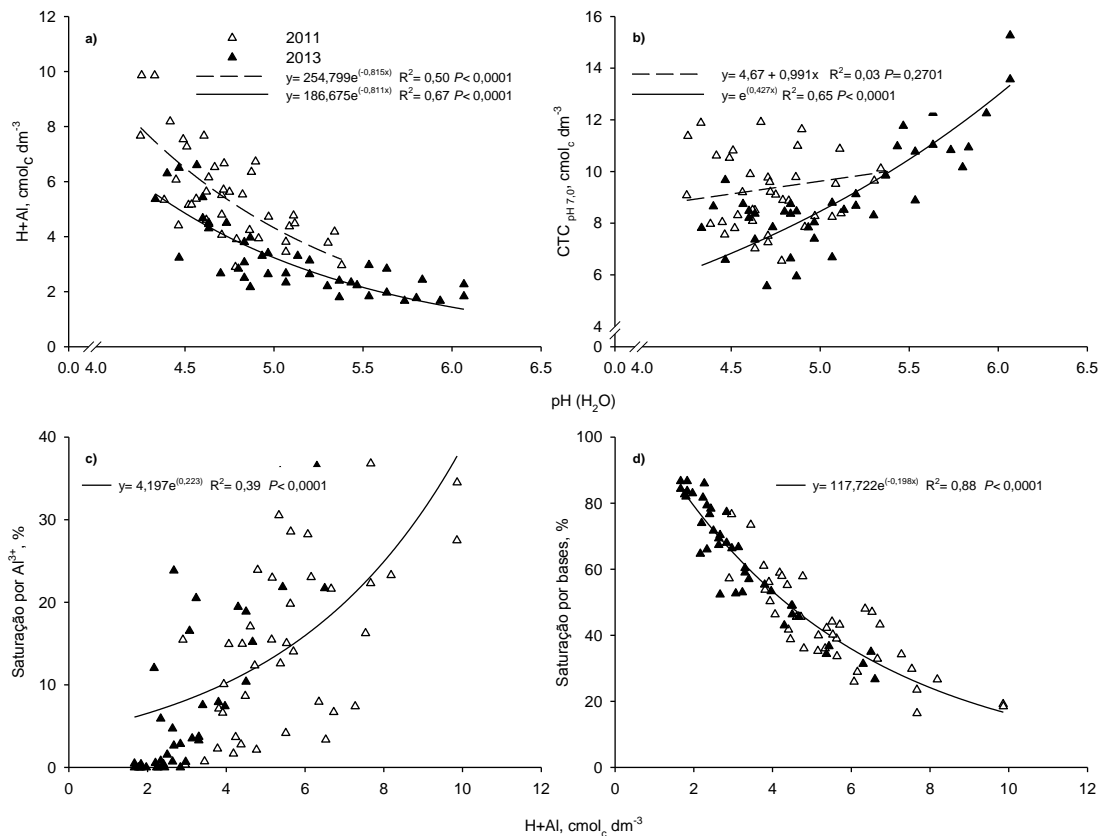 a)
2011
2013
y= 254,799e^(-0,815x) R²= 0,50 P< 0,0001
y= 186,675e^(-0,811x) R²= 0,67 P< 0,0001
H+Al, cmol_c dm⁻³
12
10
8
6
4
2
0
0.0 4.0 4.5 5.0 5.5 6.0 6.5
b)
y= 4,67 + 0,991x R²= 0,03 P= 0,2701
y= e^(0,427x) R²= 0,65 P< 0,0001
CTC pH 7,0, cmol_c dm⁻³
16
14
12
10
8
6
4
0
0.0 4.0 4.5 5.0 5.5 6.0 6.5
pH (H₂O)
c)
y= 4,197e^(0,223) R²= 0,39 P< 0,0001
Saturação por Al³⁺, %
40
30
20
10
0
0 2 4 6 8 10 12
d)
y= 117,722e^(-0,198x) R²= 0,88 P< 0,0001
Saturação por bases, %
100
80
60
40
20
0
0 2 4 6 8 10 12
H+Al, cmol_c dm⁻³